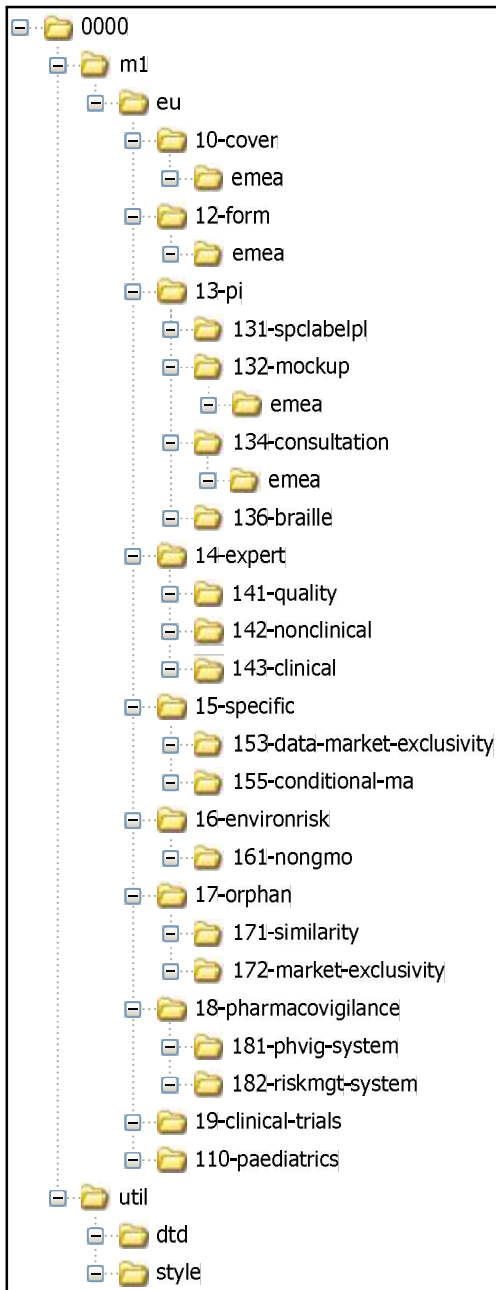 0000
m1
eu
10-cover
emea
12-form
emea
13-pi
131-spclabelpl
132-mockup
emea
134-consultation
emea
136-braille
14-expert
141-quality
142-nonclinical
143-clinical
15-specific
153-data-market-exclusivity
155-conditional-ma
16-environrisk
161-nongmo
17-orphan
171-similarity
172-market-exclusivity
18-pharmacovigilance
181-phvig-system
182-riskmgt-system
19-clinical-trials
110-paediatrics
util
dtd
style